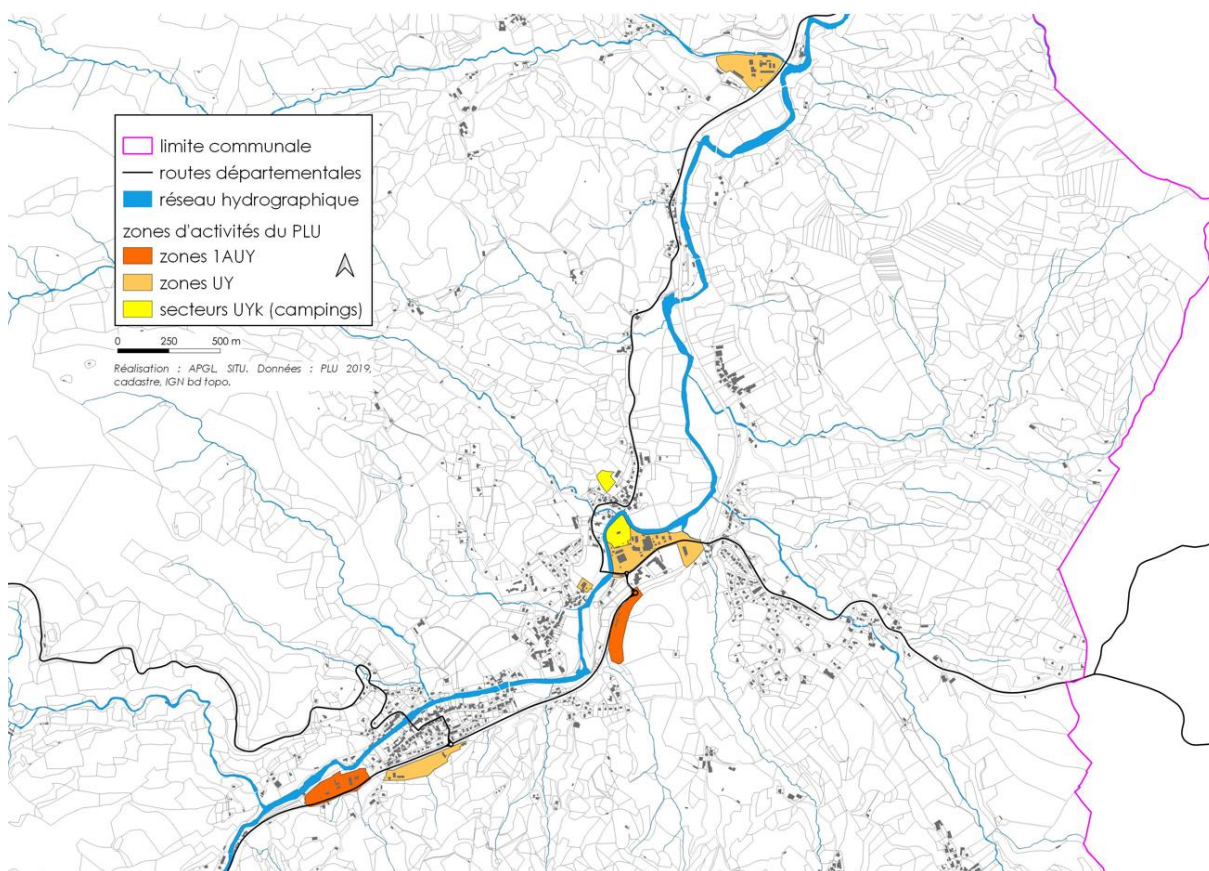 limite communale
routes départementales
réseau hydrographique
zones d'activités du PLU
zones 1AUY
zones UY
secteurs UYk (campings)
0 250 500 m
Réalisation : APGL, SITU. Données : PLU 2019,
cadastre, IGN bd topo.